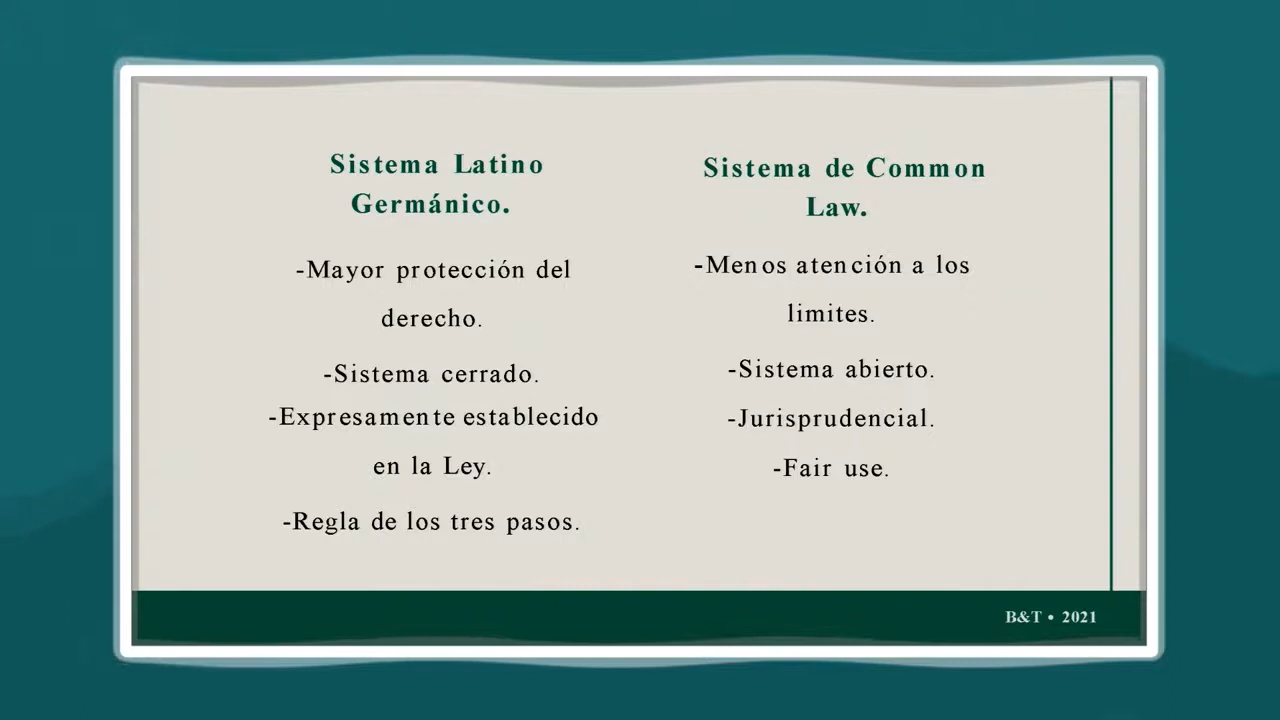 Sistema Latino
Germánico.
-Mayor protección del
derecho.
-Sistema cerrado.
-Expresamente establecido
en la Ley.
-Regla de los tres pasos.
Sistema de Common
Law.
-Menos atención a los
limites.
-Sistema abierto.
-Jurisprudencial.
-Fair use.
B&T • 2021